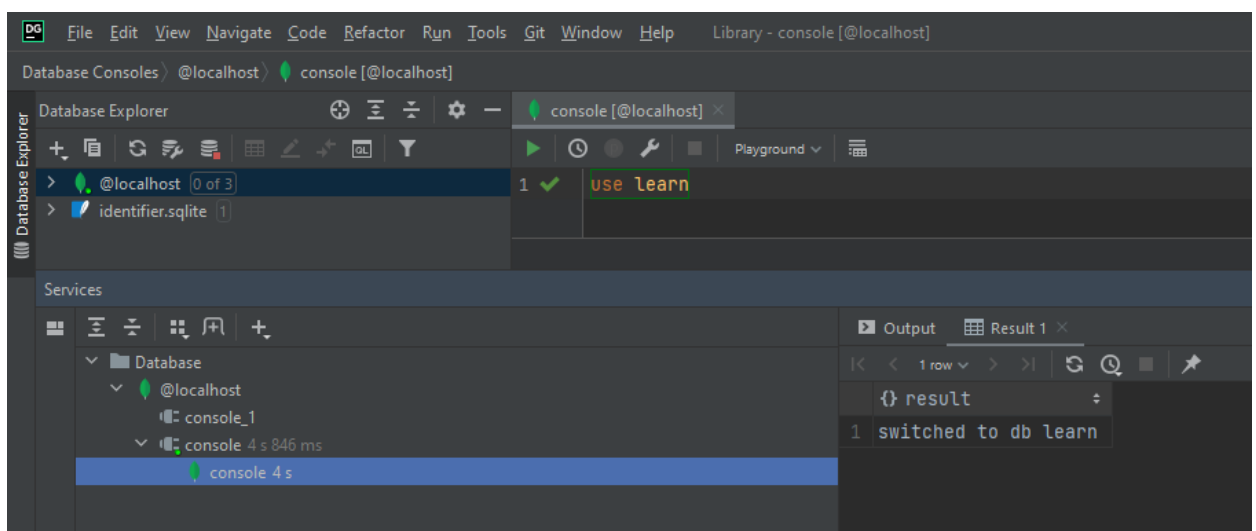 DG File Edit View Navigate Code Refactor Run Tools Git Window Help Library - console [@localhost]
Database Consoles @localhost console [@localhost]
Database Explorer
Database Explorer
console [@localhost]
QL
Playground
@localhost 0 of 3
identifier.sqlite 1
1 use learn
Services
Database
@localhost
console_1
console 4 s 846 ms
console 4 s
Output Result 1
1 row
{} result
1 switched to db learn